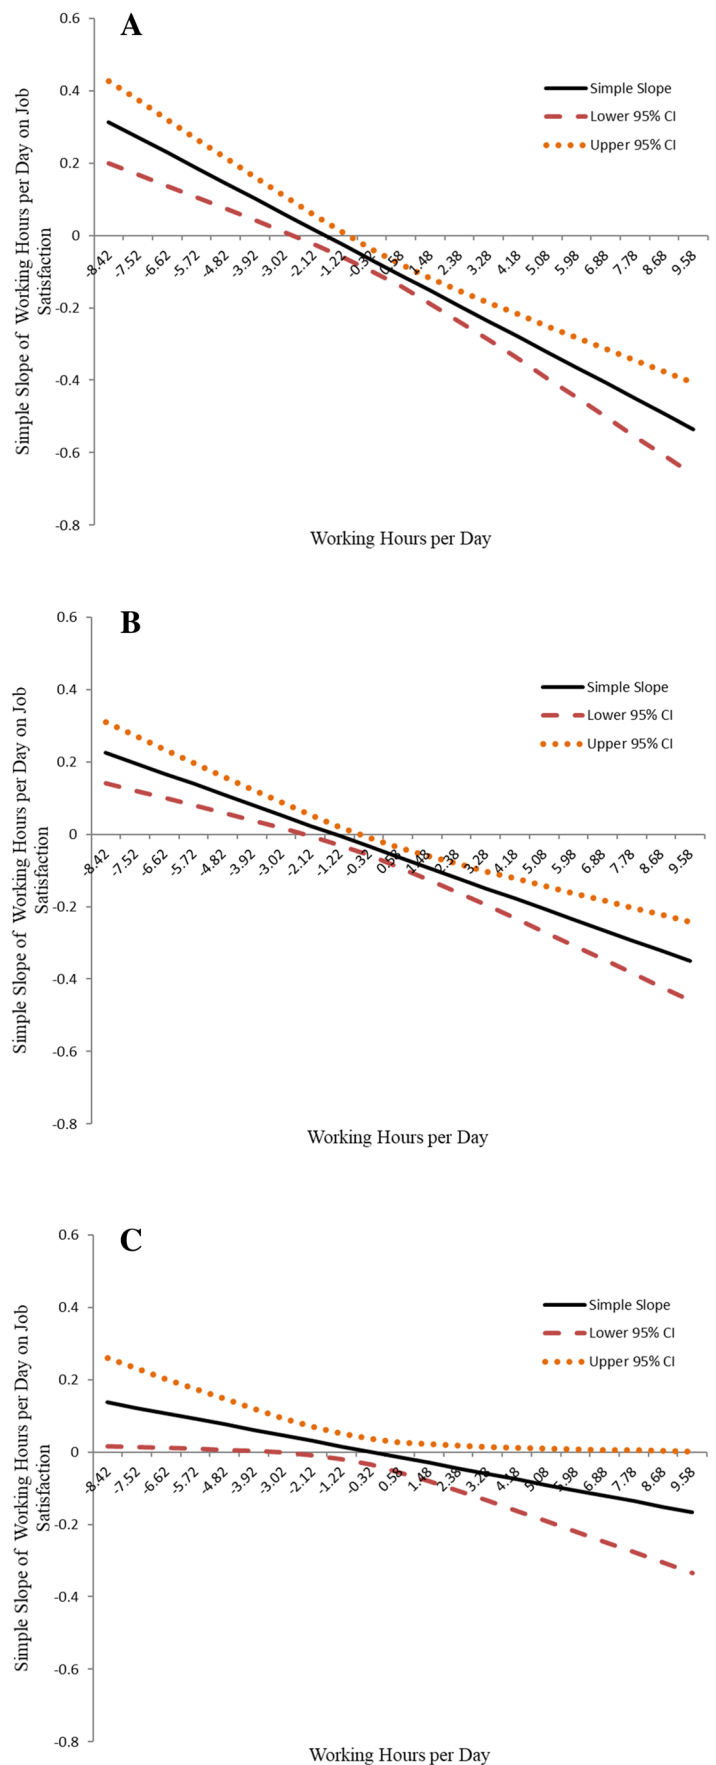 A
0.6
0.4
0.2
0
-0.2
-0.4
-0.6
-0.8
Simple Slope of Working Hours per Day on Job
Satisfaction
Simple Slope
Lower 95% CI
Upper 95% CI
-8.42 -7.52 -6.62 -5.72 -4.82 -3.92 -3.02 -2.12 -1.22 -0.32 0.58 1.48 2.38 3.28 4.18 5.08 5.98 6.88 7.78 8.68 9.58
Working Hours per Day
B
0.6
0.4
0.2
0
-0.2
-0.4
-0.6
-0.8
Simple Slope of Working Hours per Day on Job
Satisfaction
Simple Slope
Lower 95% CI
Upper 95% CI
-8.42 -7.52 -6.62 -5.72 -4.82 -3.92 -3.02 -2.12 -1.22 -0.32 0.58 1.48 2.38 3.28 4.18 5.08 5.98 6.88 7.78 8.68 9.58
Working Hours per Day
C
0.6
0.4
0.2
0
-0.2
-0.4
-0.6
-0.8
Simple Slope of Working Hours per Day on Job
Satisfaction
Simple Slope
Lower 95% CI
Upper 95% CI
-8.42 -7.52 -6.62 -5.72 -4.82 -3.92 -3.02 -2.12 -1.22 -0.32 0.58 1.48 2.38 3.28 4.18 5.08 5.98 6.88 7.78 8.68 9.58
Working Hours per Day